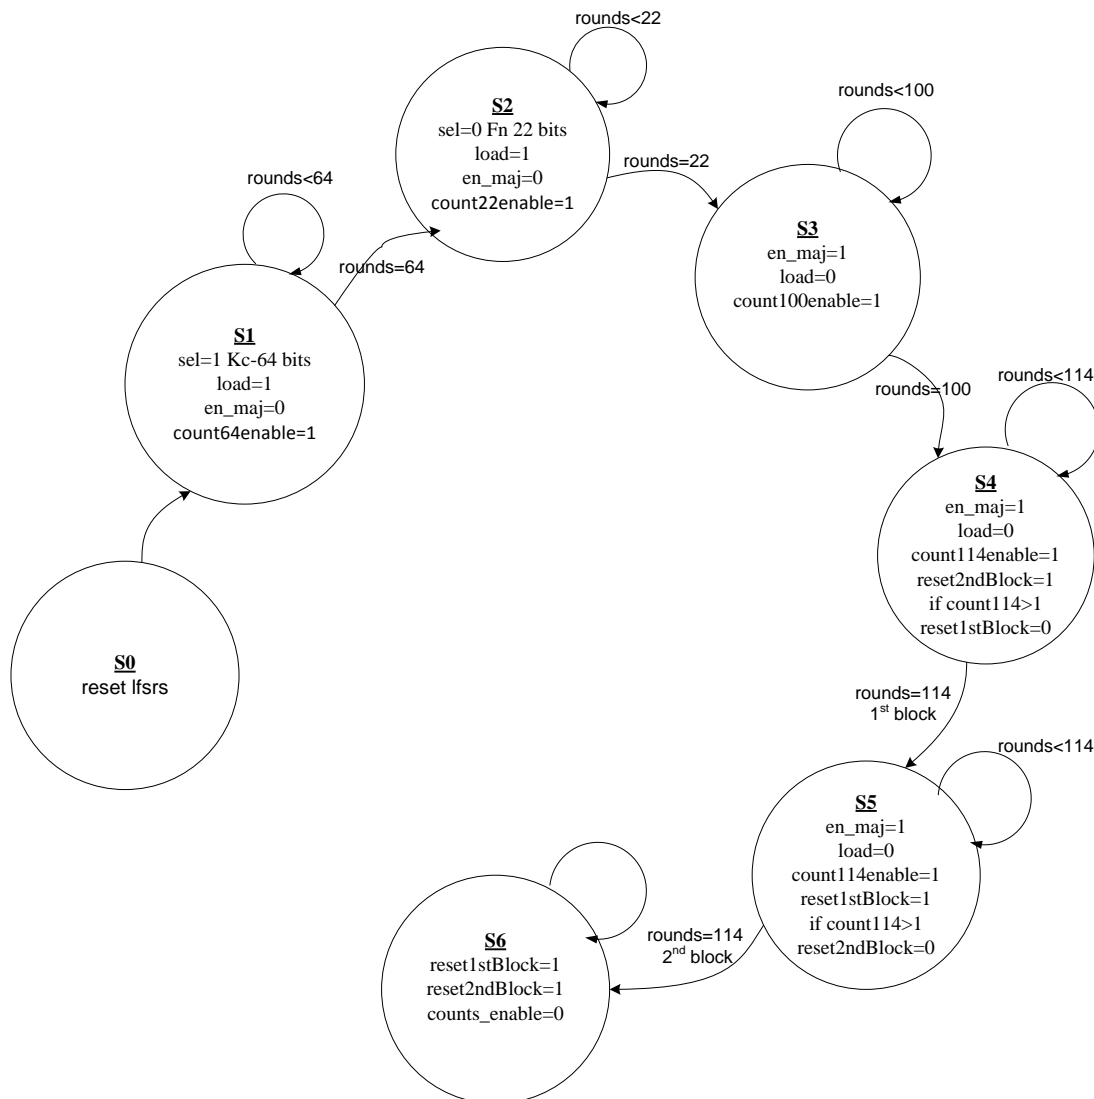 rounds<22
S2
sel=0 Fn 22 bits
load=1
en_maj=0
count22enable=1
rounds<100
rounds=22
rounds<64
S3
en_maj=1
load=0
count100enable=1
rounds=64
S1
sel=1 Kc-64 bits
load=1
en_maj=0
count64enable=1
rounds=100
rounds<114
S4
en_maj=1
load=0
count114enable=1
reset2ndBlock=1
if count114>1
reset1stBlock=0
S0
reset lfsrs
rounds=114
1st block
rounds<114
S5
en_maj=1
load=0
count114enable=1
reset1stBlock=1
if count114>1
reset2ndBlock=0
rounds=114
2nd block
S6
reset1stBlock=1
reset2ndBlock=1
counts_enable=0